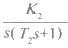 K₂
s(T₂s+1)